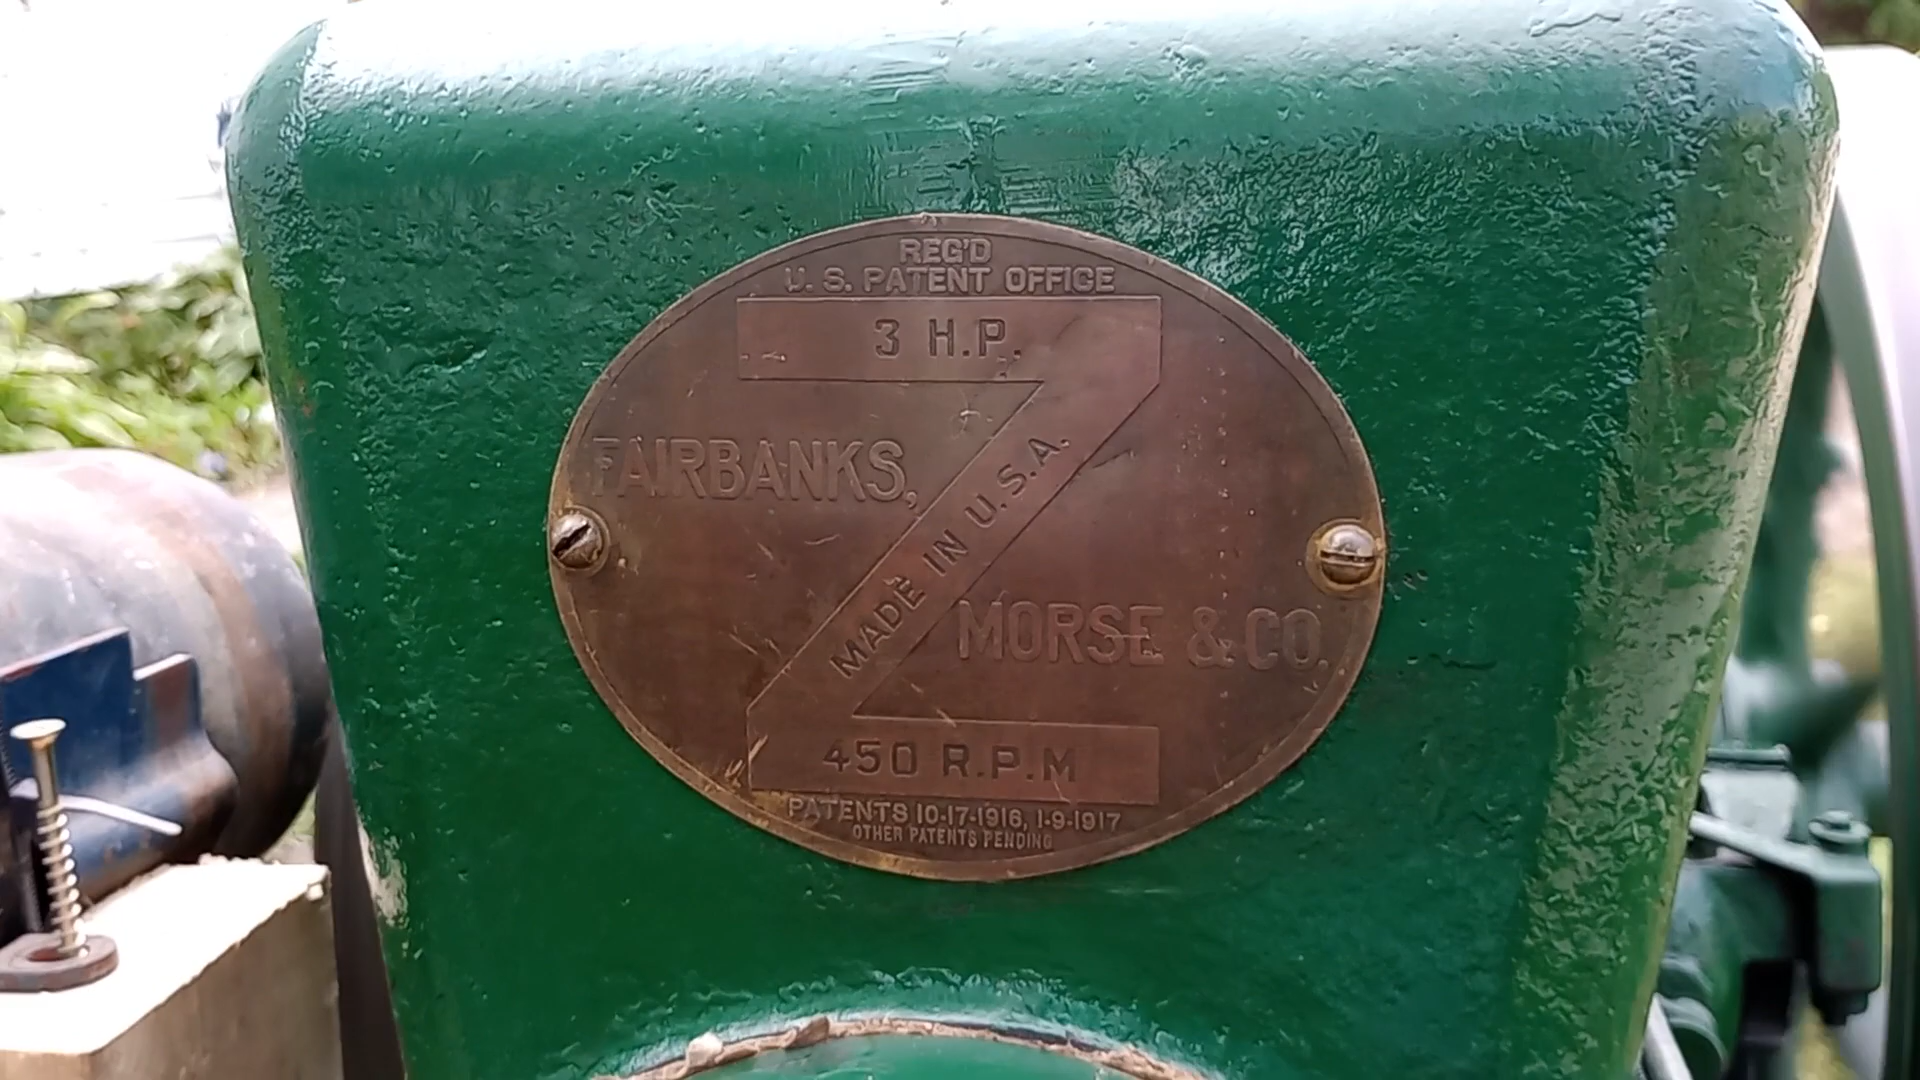 REG'D
U. S. PATENT OFFICE
3 H.P.
FAIRBANKS,
MADE IN U.S.A.
MORSE & CO.
450 R.P.M
PATENTS 10-17-1916, 1-9-1917
OTHER PATENTS PENDING